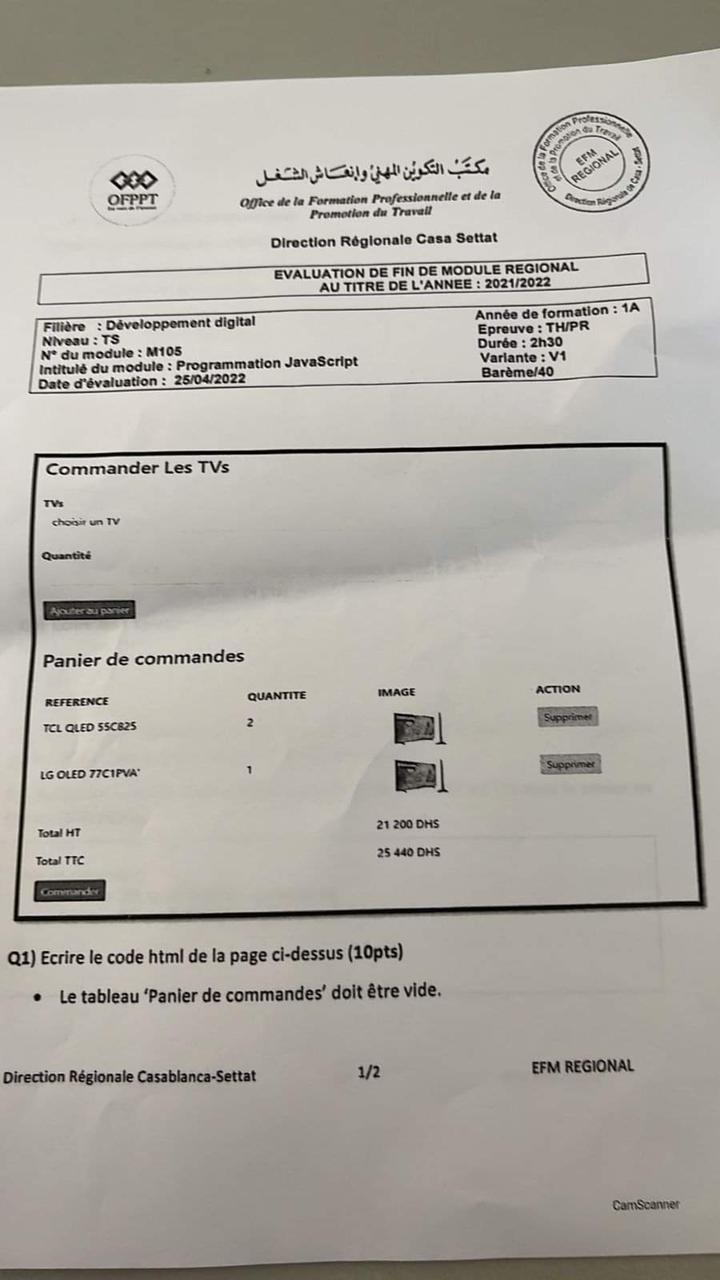 مكتب التكوين المهني وإنعاش الشغل
OFPPT
Office de la Formation Professionnelle et de la
Promotion du Travail
Office de la Formation Professionnelle
et de la Promotion du Travail
EFM
REGIONAL
Direction Régionale de Casa - Settat
Direction Régionale Casa Settat
EVALUATION DE FIN DE MODULE REGIONAL
AU TITRE DE L'ANNEE : 2021/2022
Filière : Développement digital
Niveau : TS
N° du module : M105
Intitulé du module : Programmation JavaScript
Date d'évaluation : 25/04/2022
Année de formation : 1A
Epreuve : TH/PR
Durée : 2h30
Variante : V1
Barème/40
Commander Les TVs
TVs
choisir un TV
Quantité
Ajouter au panier
Panier de commandes
REFERENCE QUANTITE IMAGE ACTION
TCL QLED 55C825 2 Supprimer
LG OLED 77C1PVA' 1 Supprimer
Total HT 21 200 DHS
Total TTC 25 440 DHS
Commander
Q1) Ecrire le code html de la page ci-dessus (10pts)
• Le tableau ‘Panier de commandes’ doit être vide.
Direction Régionale Casablanca-Settat 1/2 EFM REGIONAL
CamScanner